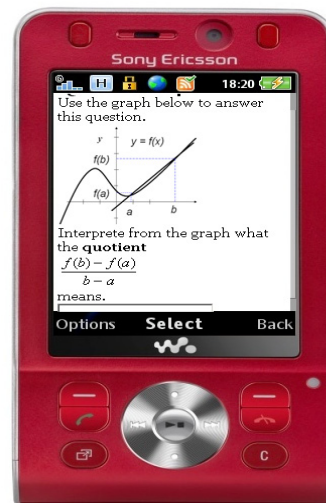 Sony Ericsson
H
18:20
Use the graph below to answer
this question.
x
y = f(x)
f(b)
f(a)
a
b
Interprete from the graph what
the quotient
f(b) − f(a)
b − a
means.
Options Select Back
C